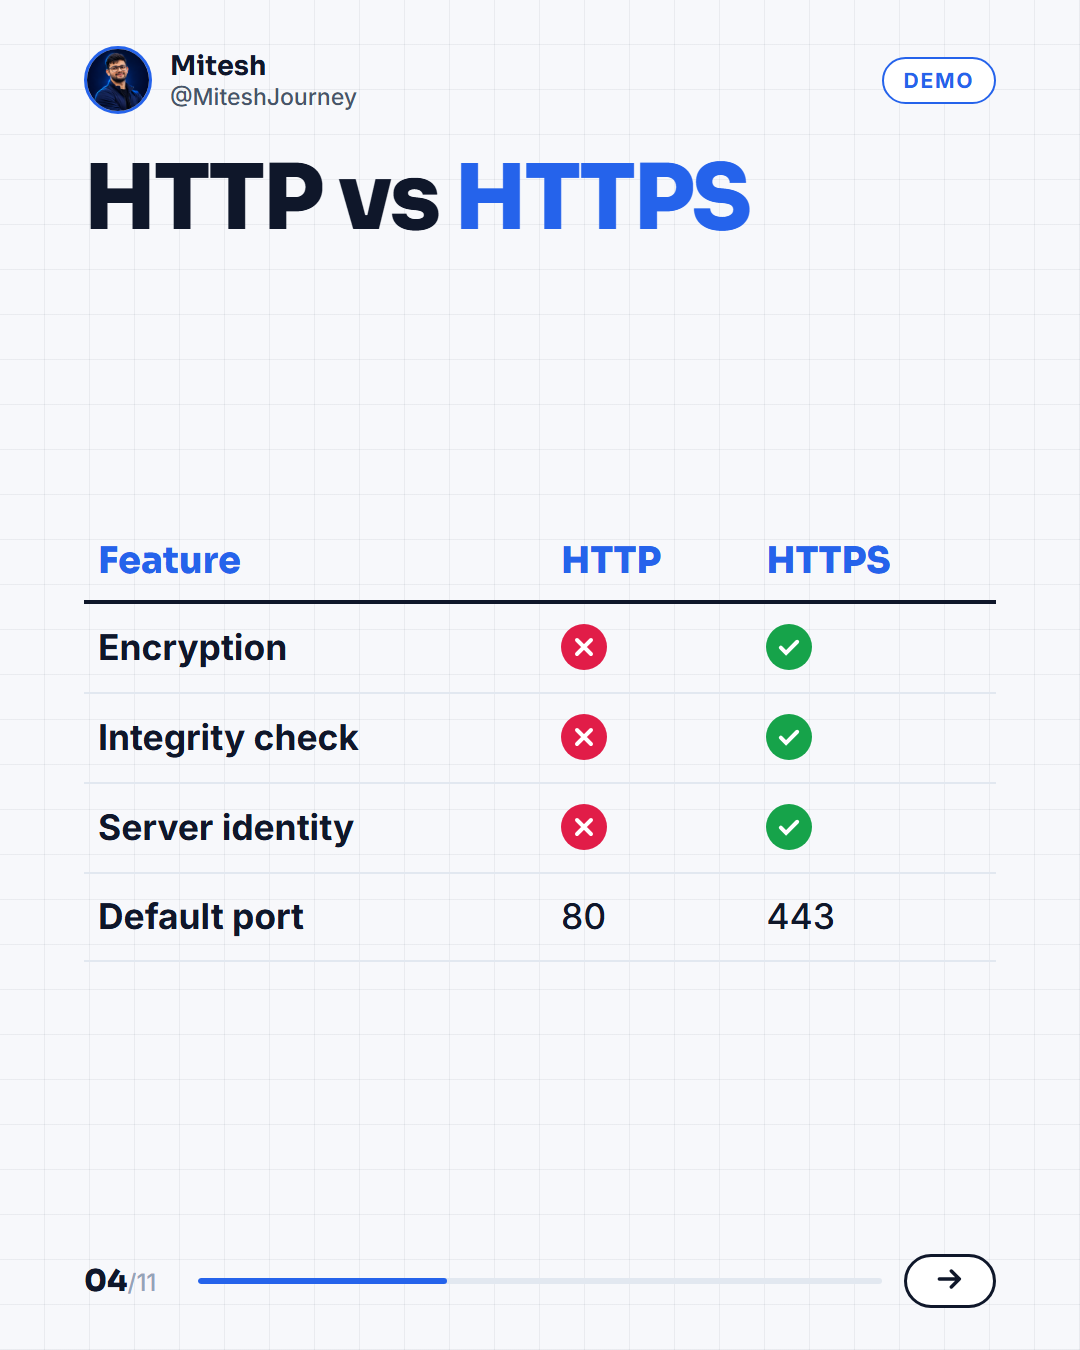 Mitesh
@MiteshJourney
DEMO
HTTP vs HTTPS
Feature HTTP HTTPS
Encryption
Integrity check
Server identity
Default port 80 443
04/11